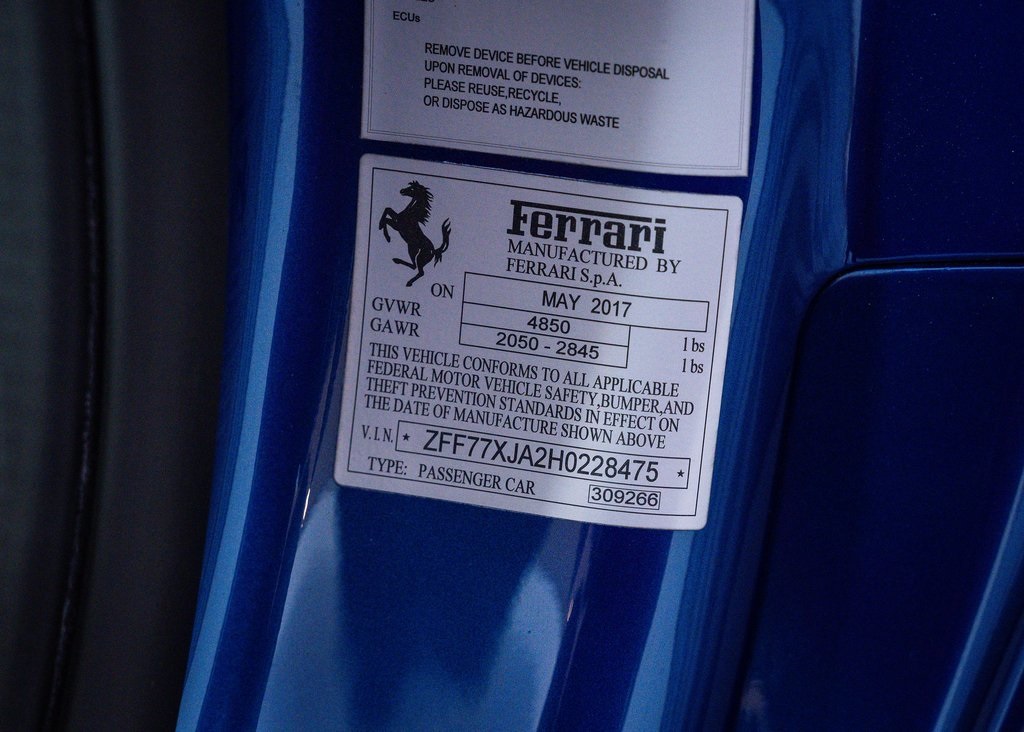 ECUs
REMOVE DEVICE BEFORE VEHICLE DISPOSAL
UPON REMOVAL OF DEVICES:
PLEASE REUSE,RECYCLE,
OR DISPOSE AS HAZARDOUS WASTE
Ferrari
MANUFACTURED BY
FERRARI S.p.A.
ON MAY 2017
GVWR 4850 lbs
GAWR 2050 - 2845 lbs
THIS VEHICLE CONFORMS TO ALL APPLICABLE
FEDERAL MOTOR VEHICLE SAFETY,BUMPER,AND
THEFT PREVENTION STANDARDS IN EFFECT ON
THE DATE OF MANUFACTURE SHOWN ABOVE
V.I.N. * ZFF77XJA2H0228475 *
TYPE: PASSENGER CAR 309266